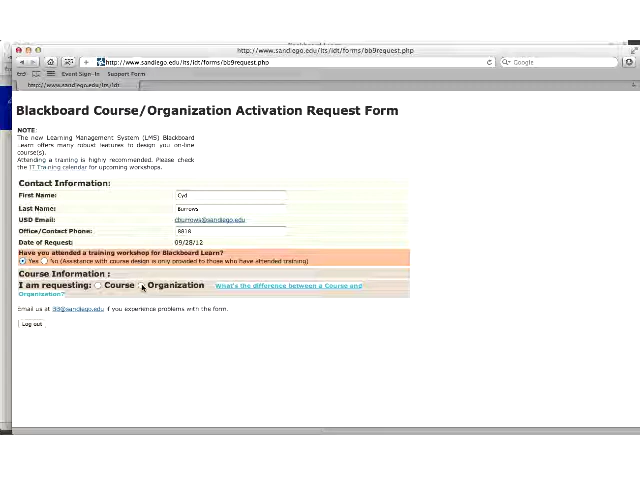 http://www.sandiego.edu/its/idt/forms/bb9request.php
http://www.sandiego.edu/its/idt/forms/bb9request.php
Google
Event Sign-In Support Form
http://www.sandiego.edu/its/idt...
Blackboard Course/Organization Activation Request Form
NOTE:
The new Learning Management System (LMS) Blackboard
Learn offers many robust features to design you on-line
course(s).
Attending a training is highly recommended. Please check
the IT Training calendar for upcoming workshops.
Contact Information:
First Name: Cyd
Last Name: Burrows
USD Email: cburrows@sandiego.edu
Office/Contact Phone: 8810
Date of Request: 09/28/12
Have you attended a training workshop for Blackboard Learn?
Yes No (Assistance with course design is only provided to those who have attended training)
Course Information :
I am requesting: Course Organization What's the difference between a Course and
Organization?
Email us at BB@sandiego.edu if you experience problems with the form.
Log out